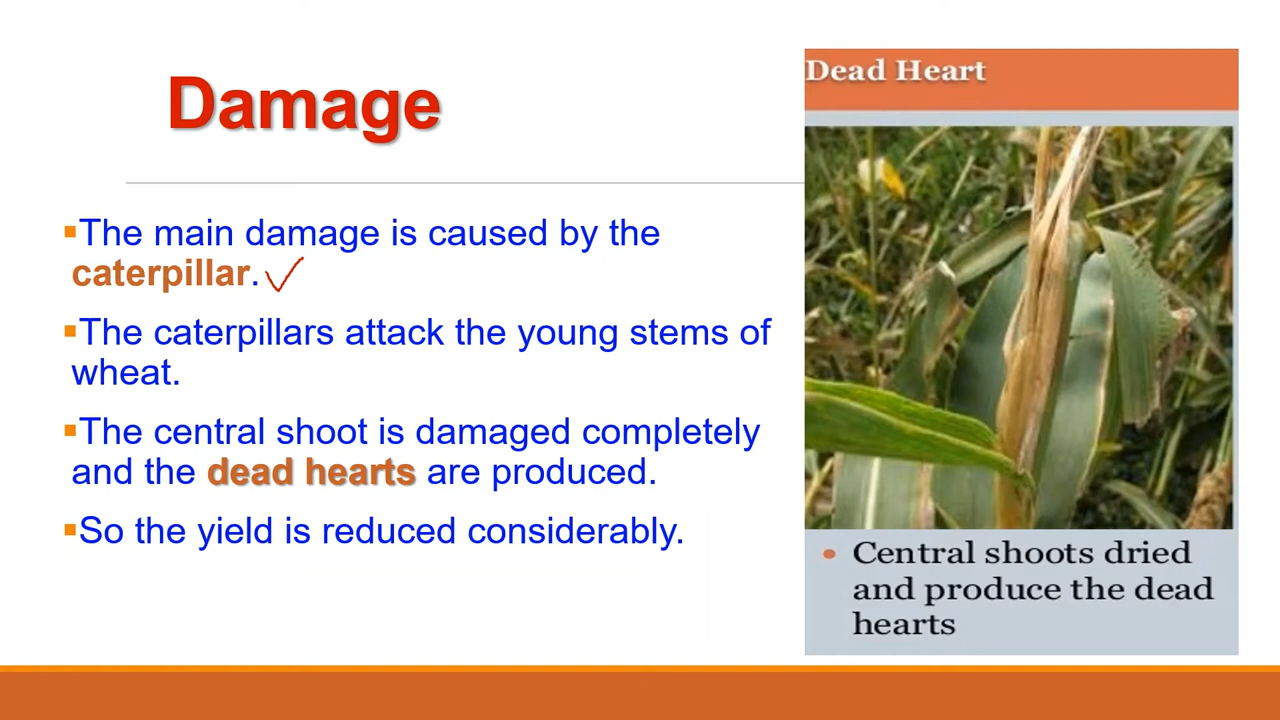 Damage
▪The main damage is caused by the
caterpillar.
▪The caterpillars attack the young stems of
wheat.
▪The central shoot is damaged completely
and the dead hearts are produced.
▪So the yield is reduced considerably.
Dead Heart
• Central shoots dried
and produce the dead
hearts